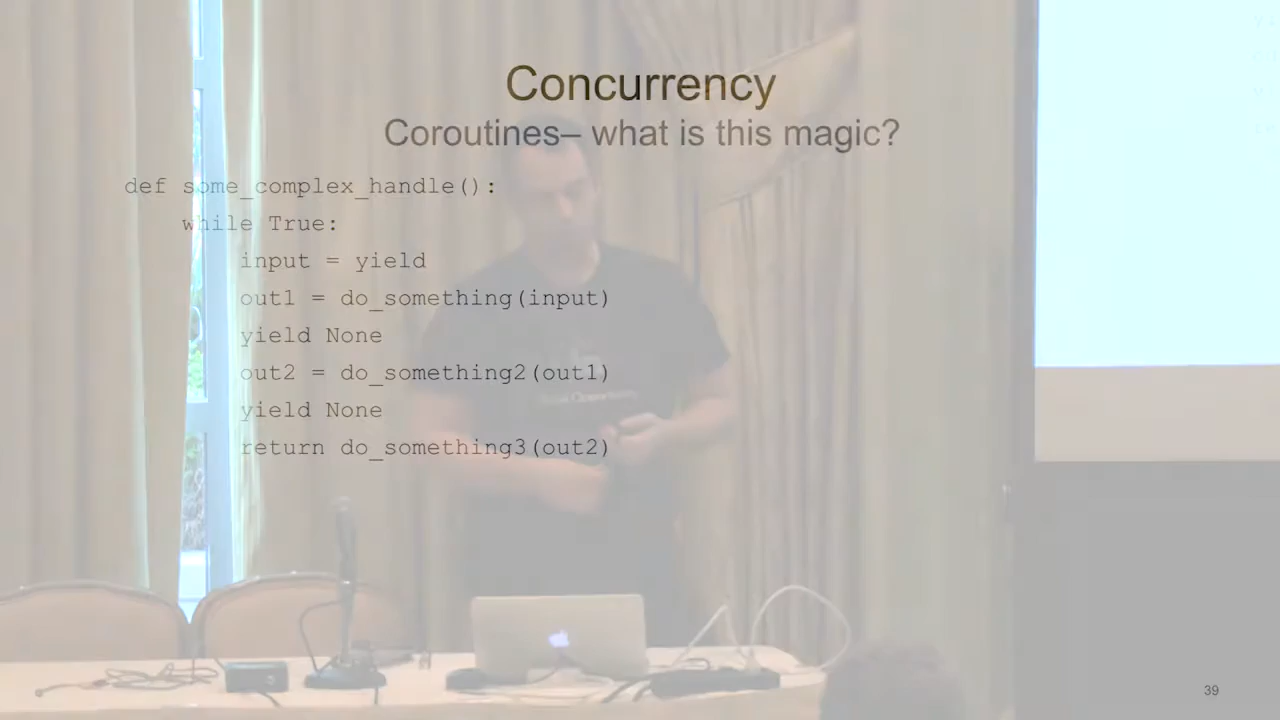 Concurrency
Coroutines– what is this magic?
def some_complex_handle():
    while True:
        input = yield
        out1 = do_something(input)
        yield None
        out2 = do_something2(out1)
        yield None
        return do_something3(out2)
39